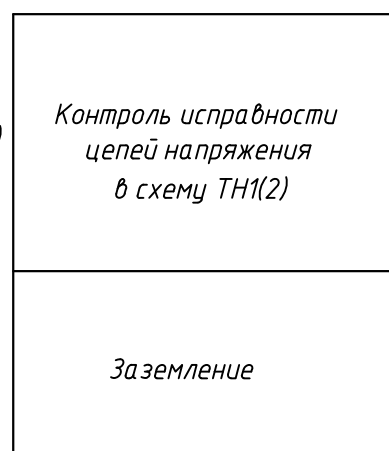 Контроль исправности
цепей напряжения
в схему ТН1(2)
Заземление